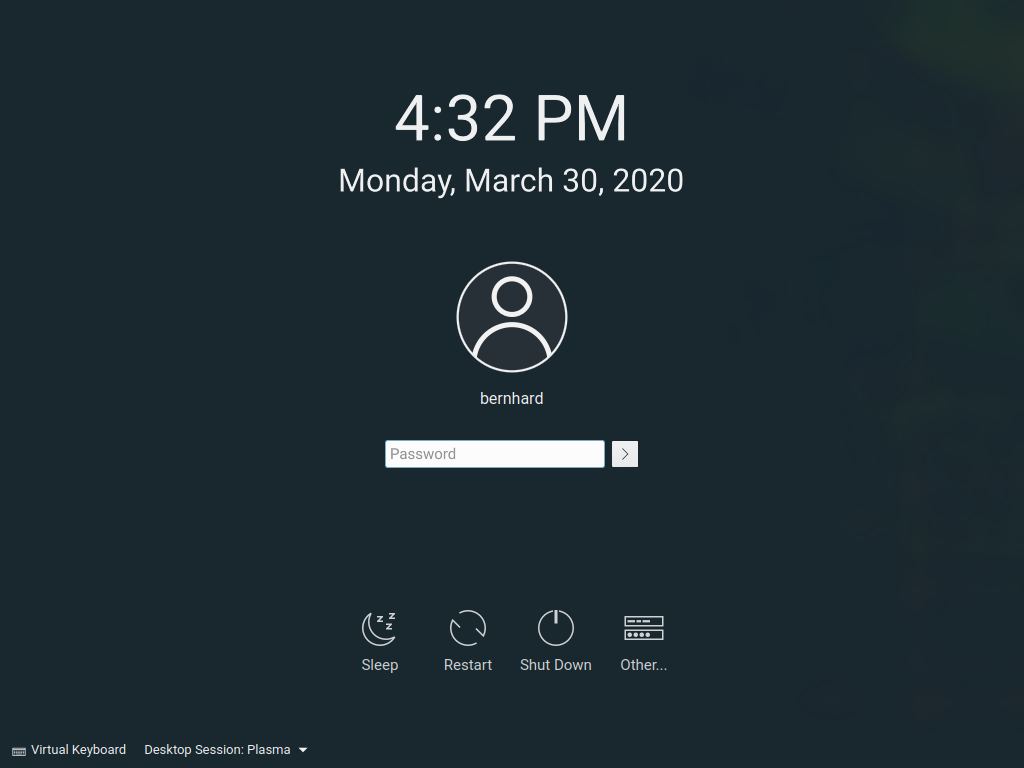 4:32 PM
Monday, March 30, 2020
bernhard
Password
Sleep
Restart
Shut Down
Other...
Virtual Keyboard
Desktop Session: Plasma